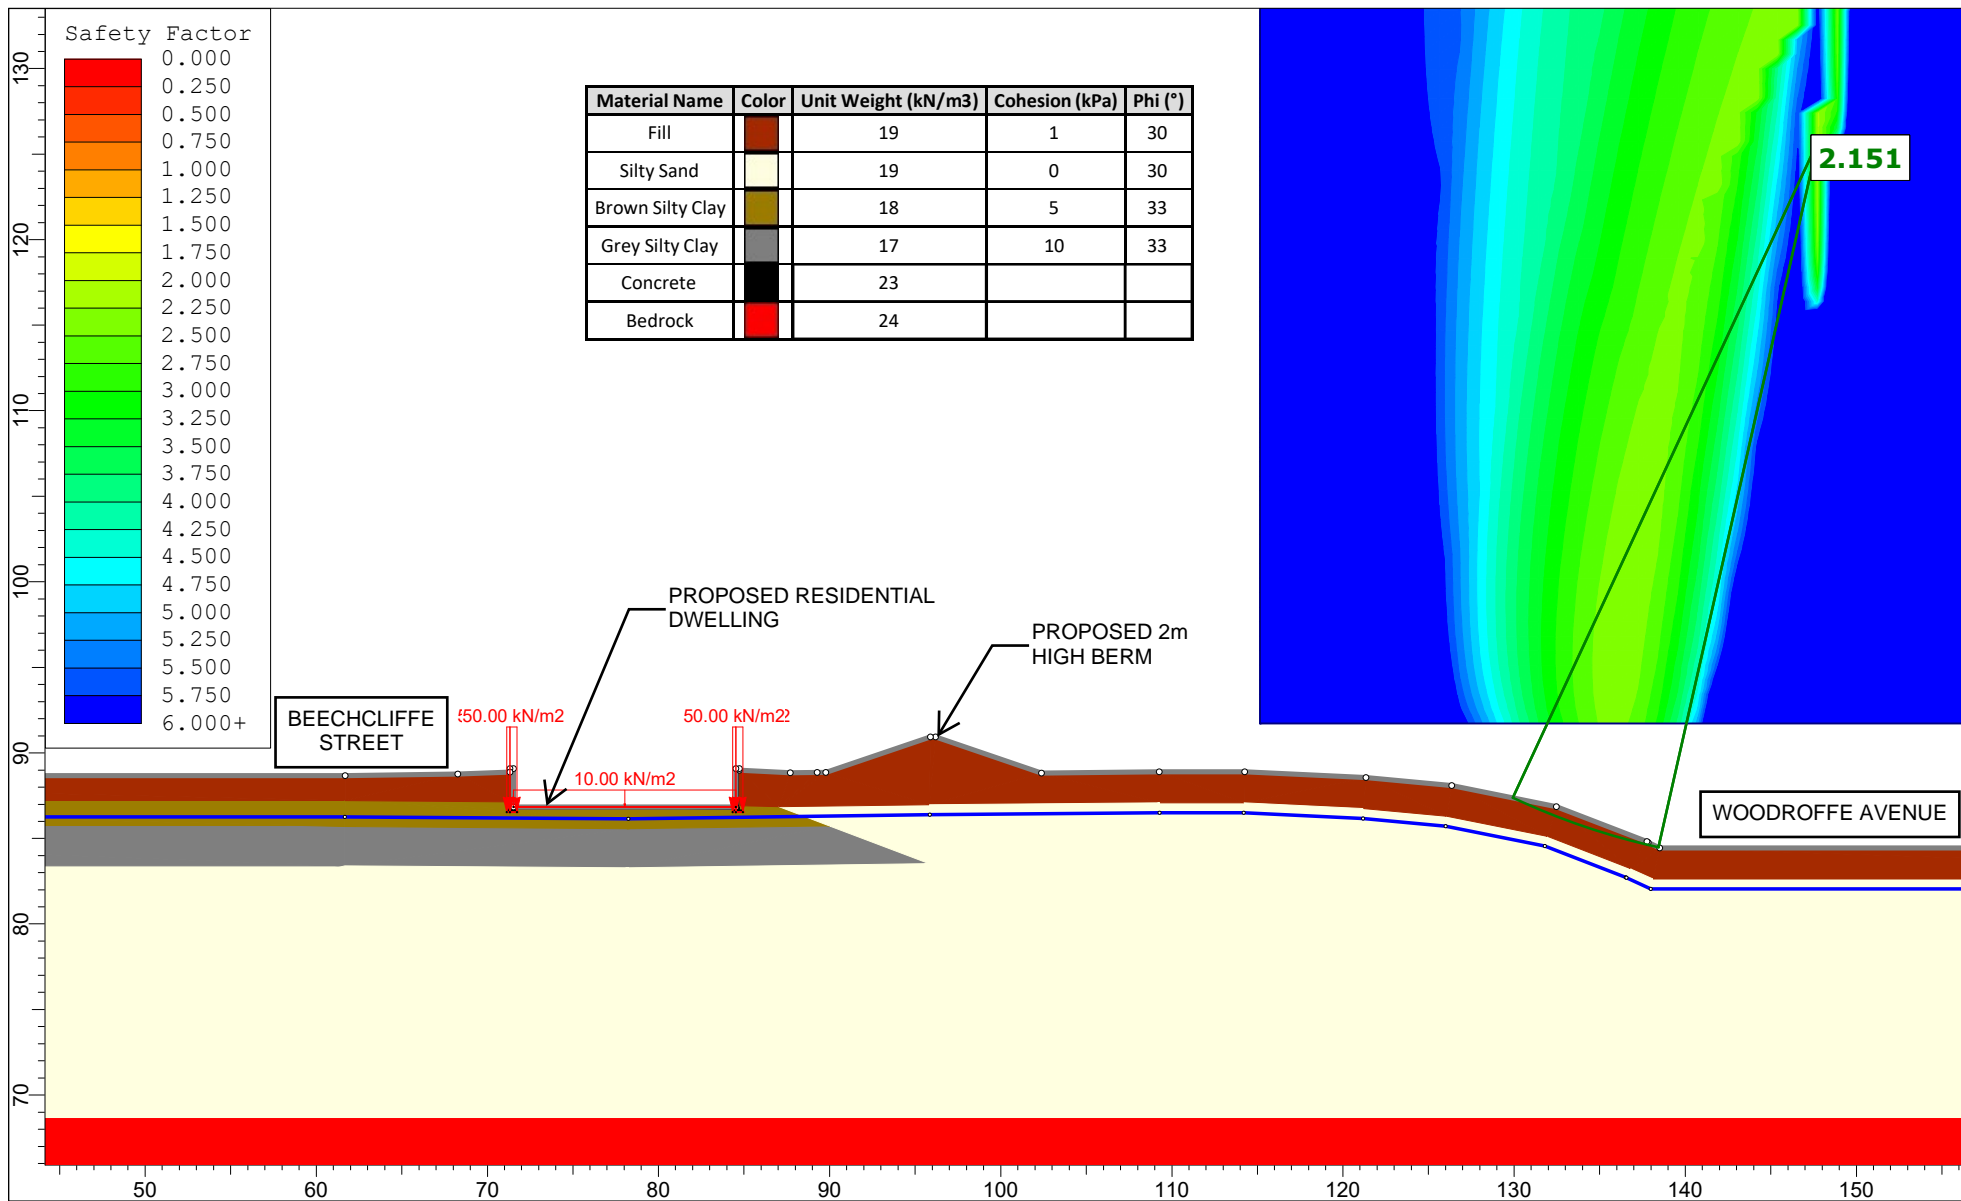 Safety Factor
0.000
0.250
0.500
0.750
1.000
1.250
1.500
1.750
2.000
2.250
2.500
2.750
3.000
3.250
3.500
3.750
4.000
4.250
4.500
4.750
5.000
5.250
5.500
5.750
6.000+
Material Name Color Unit Weight (kN/m3) Cohesion (kPa) Phi (°)
Fill 19 1 30
Silty Sand 19 0 30
Brown Silty Clay 18 5 33
Grey Silty Clay 17 10 33
Concrete 23
Bedrock 24
2.151
PROPOSED RESIDENTIAL
DWELLING
PROPOSED 2m
HIGH BERM
BEECHCLIFFE
STREET
50.00 kN/m2
50.00 kN/m2
10.00 kN/m2
WOODROFFE AVENUE
130
120
110
100
90
80
70
50 60 70 80 90 100 110 120 130 140 150